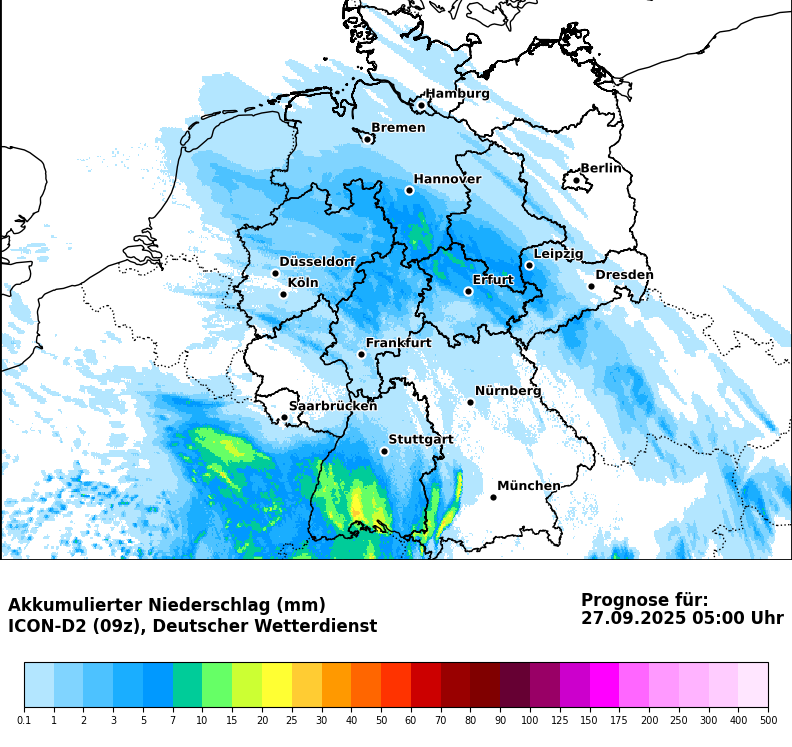 Hamburg
Bremen
Berlin
Hannover
Leipzig
Düsseldorf
Dresden
Erfurt
Köln
Frankfurt
Nürnberg
Saarbrücken
Stuttgart
München
Akkumulierter Niederschlag (mm)
ICON-D2 (09z), Deutscher Wetterdienst
Prognose für:
27.09.2025 05:00 Uhr
0.1 1 2 3 5 7 10 15 20 25 30 40 50 60 70 80 90 100 125 150 175 200 250 300 400 500